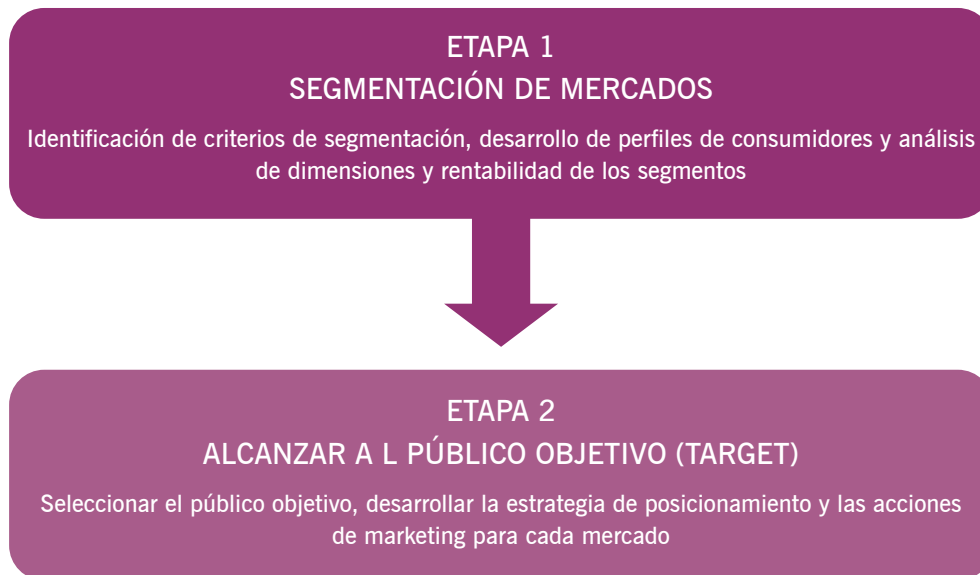 ETAPA 1
SEGMENTACIÓN DE MERCADOS
Identificación de criterios de segmentación, desarrollo de perfiles de consumidores y análisis
de dimensiones y rentabilidad de los segmentos
ETAPA 2
ALCANZAR A L PÚBLICO OBJETIVO (TARGET)
Seleccionar el público objetivo, desarrollar la estrategia de posicionamiento y las acciones
de marketing para cada mercado